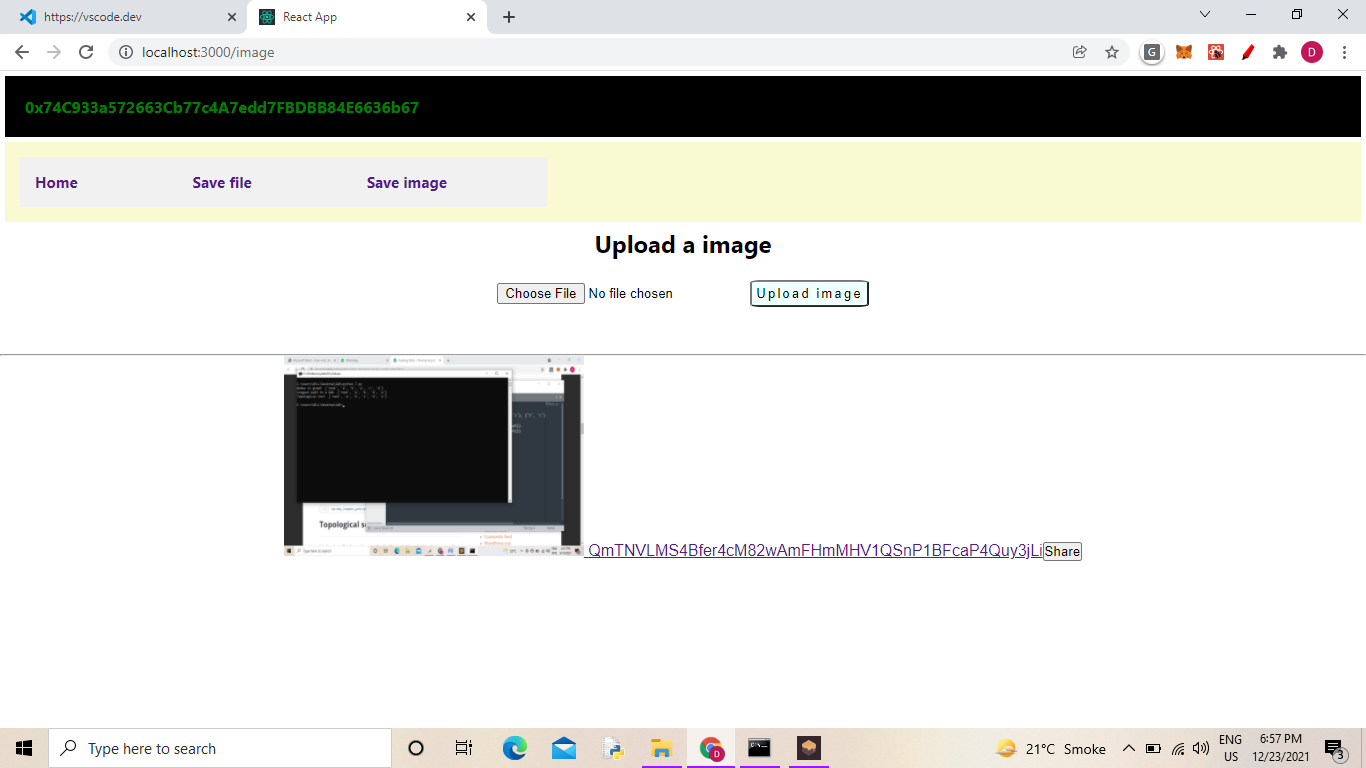 https://vscode.dev
React App
localhost:3000/image
G
D
0x74C933a572663Cb77c4A7edd7FBDBB84E6636b67
Home Save file Save image
Upload a image
Choose File No file chosen Upload image
Topological s
QmTNVLMS4Bfer4cM82wAmFHmMHV1QSnP1BFcaP4Quy3jLi Share
Type here to search
D
21°C Smoke
ENG
US
6:57 PM
12/23/2021
3